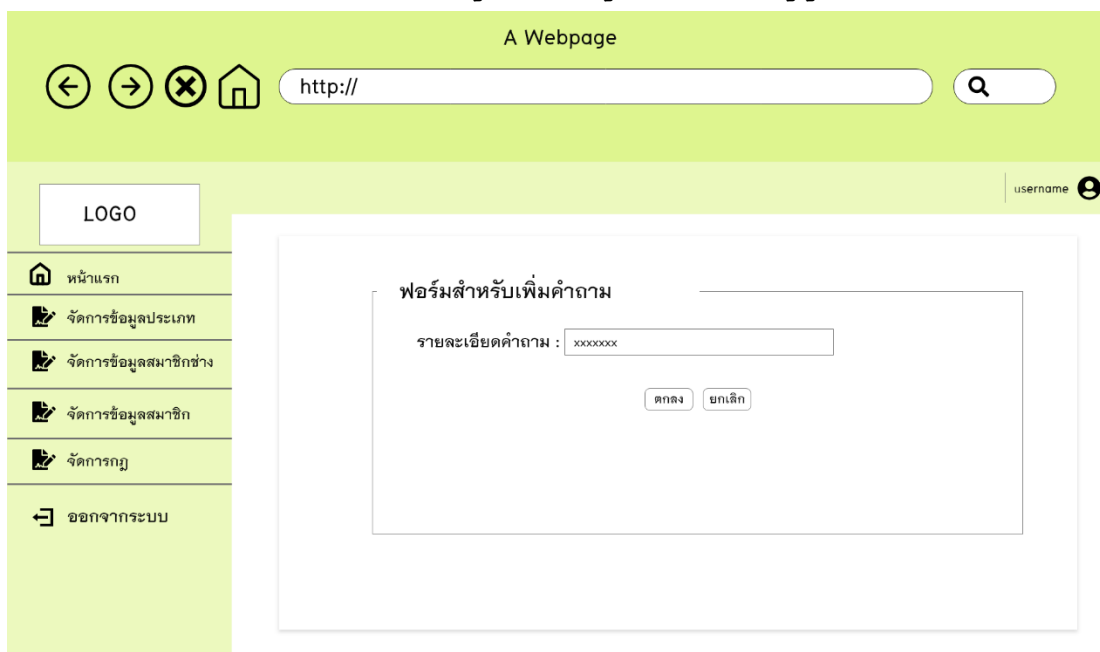 A Webpage
http://
username
LOGO
หน้าแรก
จัดการข้อมูลประเภท
จัดการข้อมูลสมาชิกช่าง
จัดการข้อมูลสมาชิก
จัดการกฎ
ออกจากระบบ
ฟอร์มสำหรับเพิ่มคำถาม
รายละเอียดคำถาม : xxxxxxx
ตกลง ยกเลิก